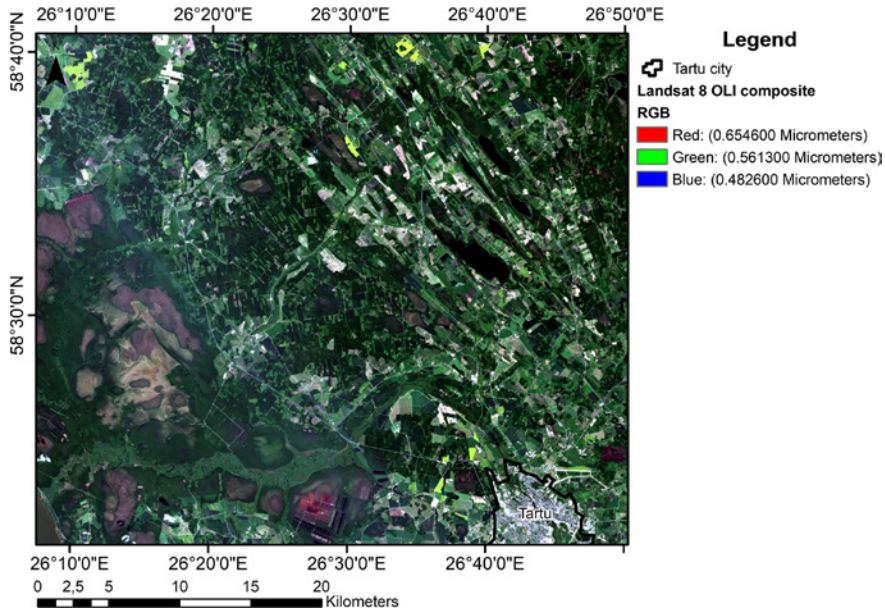 26°10'0"E 26°20'0"E 26°30'0"E 26°40'0"E 26°50'0"E
58°40'0"N
58°30'0"N
Tartu
26°10'0"E 26°20'0"E 26°30'0"E 26°40'0"E
0 2,5 5 10 15 20
Kilometers
Legend
Tartu city
Landsat 8 OLI composite
RGB
Red: (0.654600 Micrometers)
Green: (0.561300 Micrometers)
Blue: (0.482600 Micrometers)